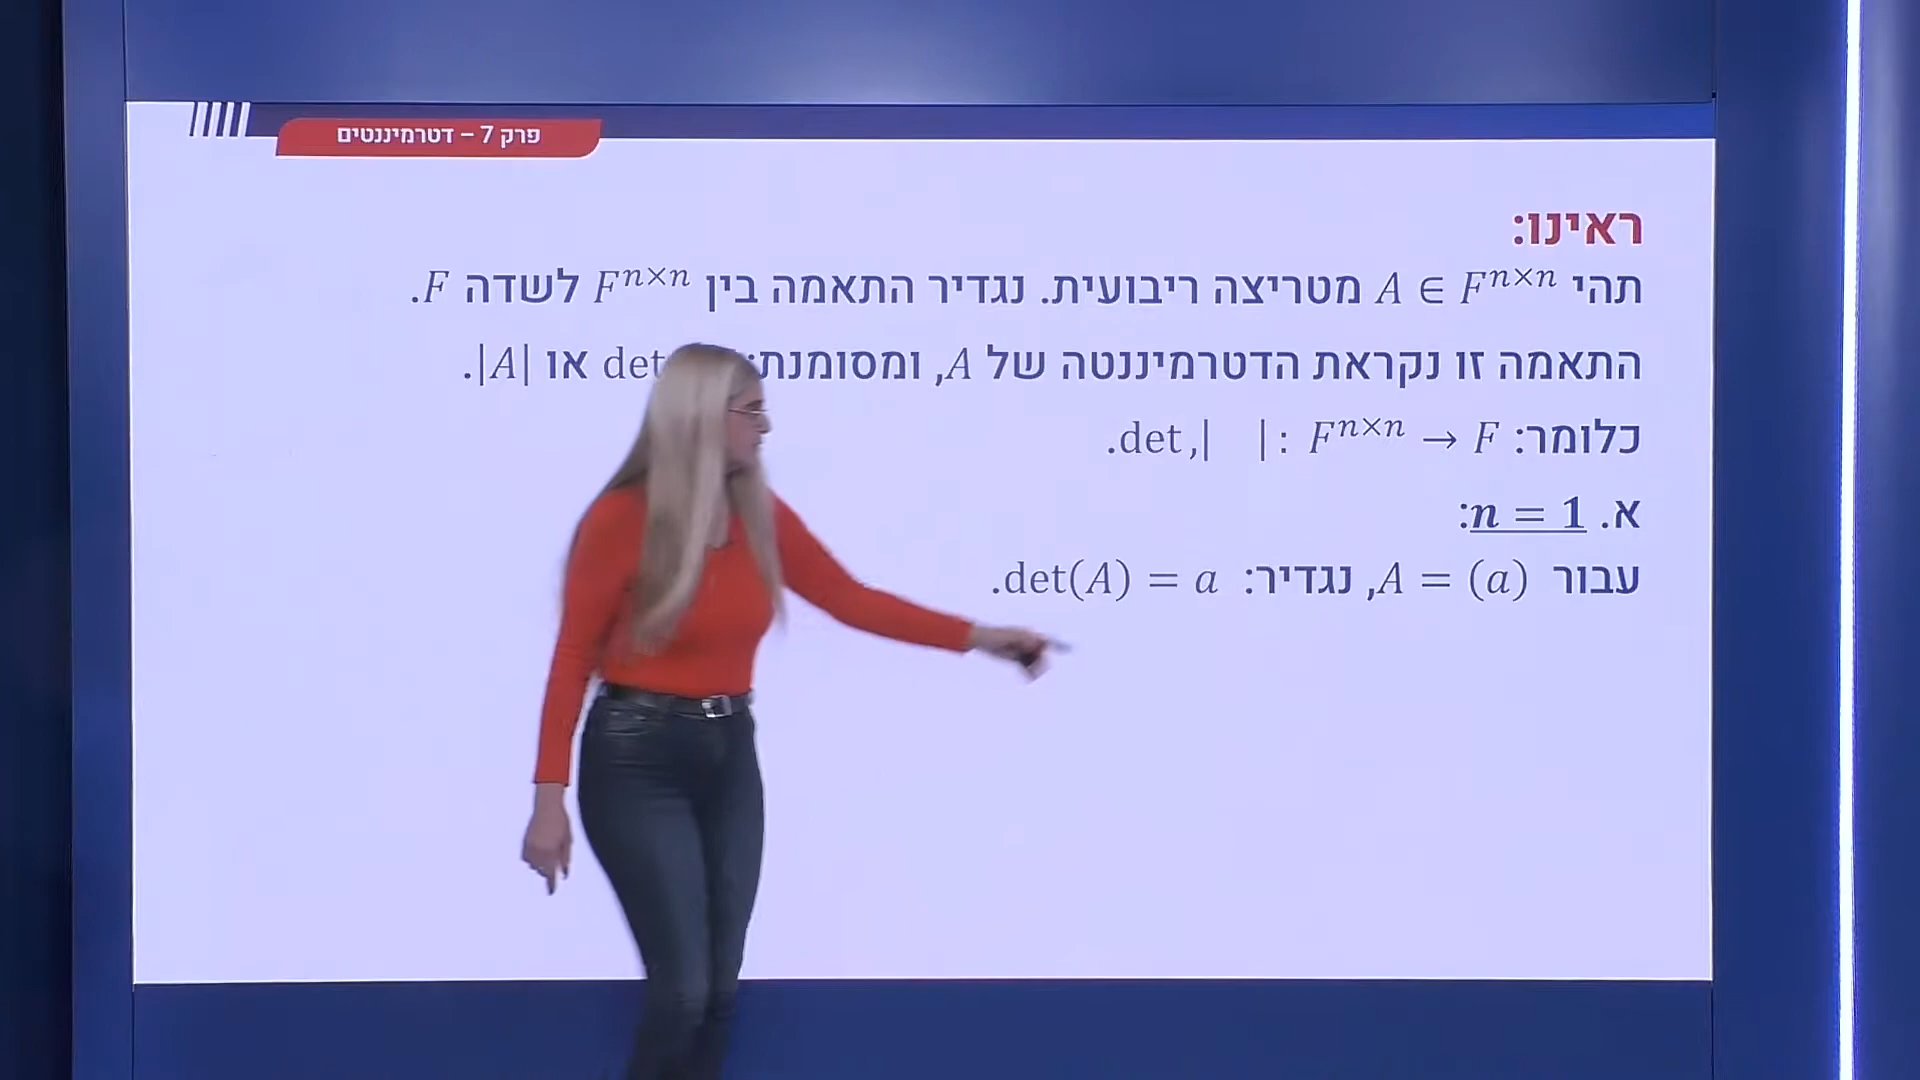 פרק 7 – דטרמיננטים
ראינו:
תהי A ∈ F^{n×n} מטריצה ריבועית. נגדיר התאמה בין F^{n×n} לשדה F.
התאמה זו נקראת הדטרמיננטה של A, ומסומנת: det או |A|.
כלומר: det,|   |: F^{n×n} → F.
א. n = 1:
עבור A = (a), נגדיר: det(A) = a.